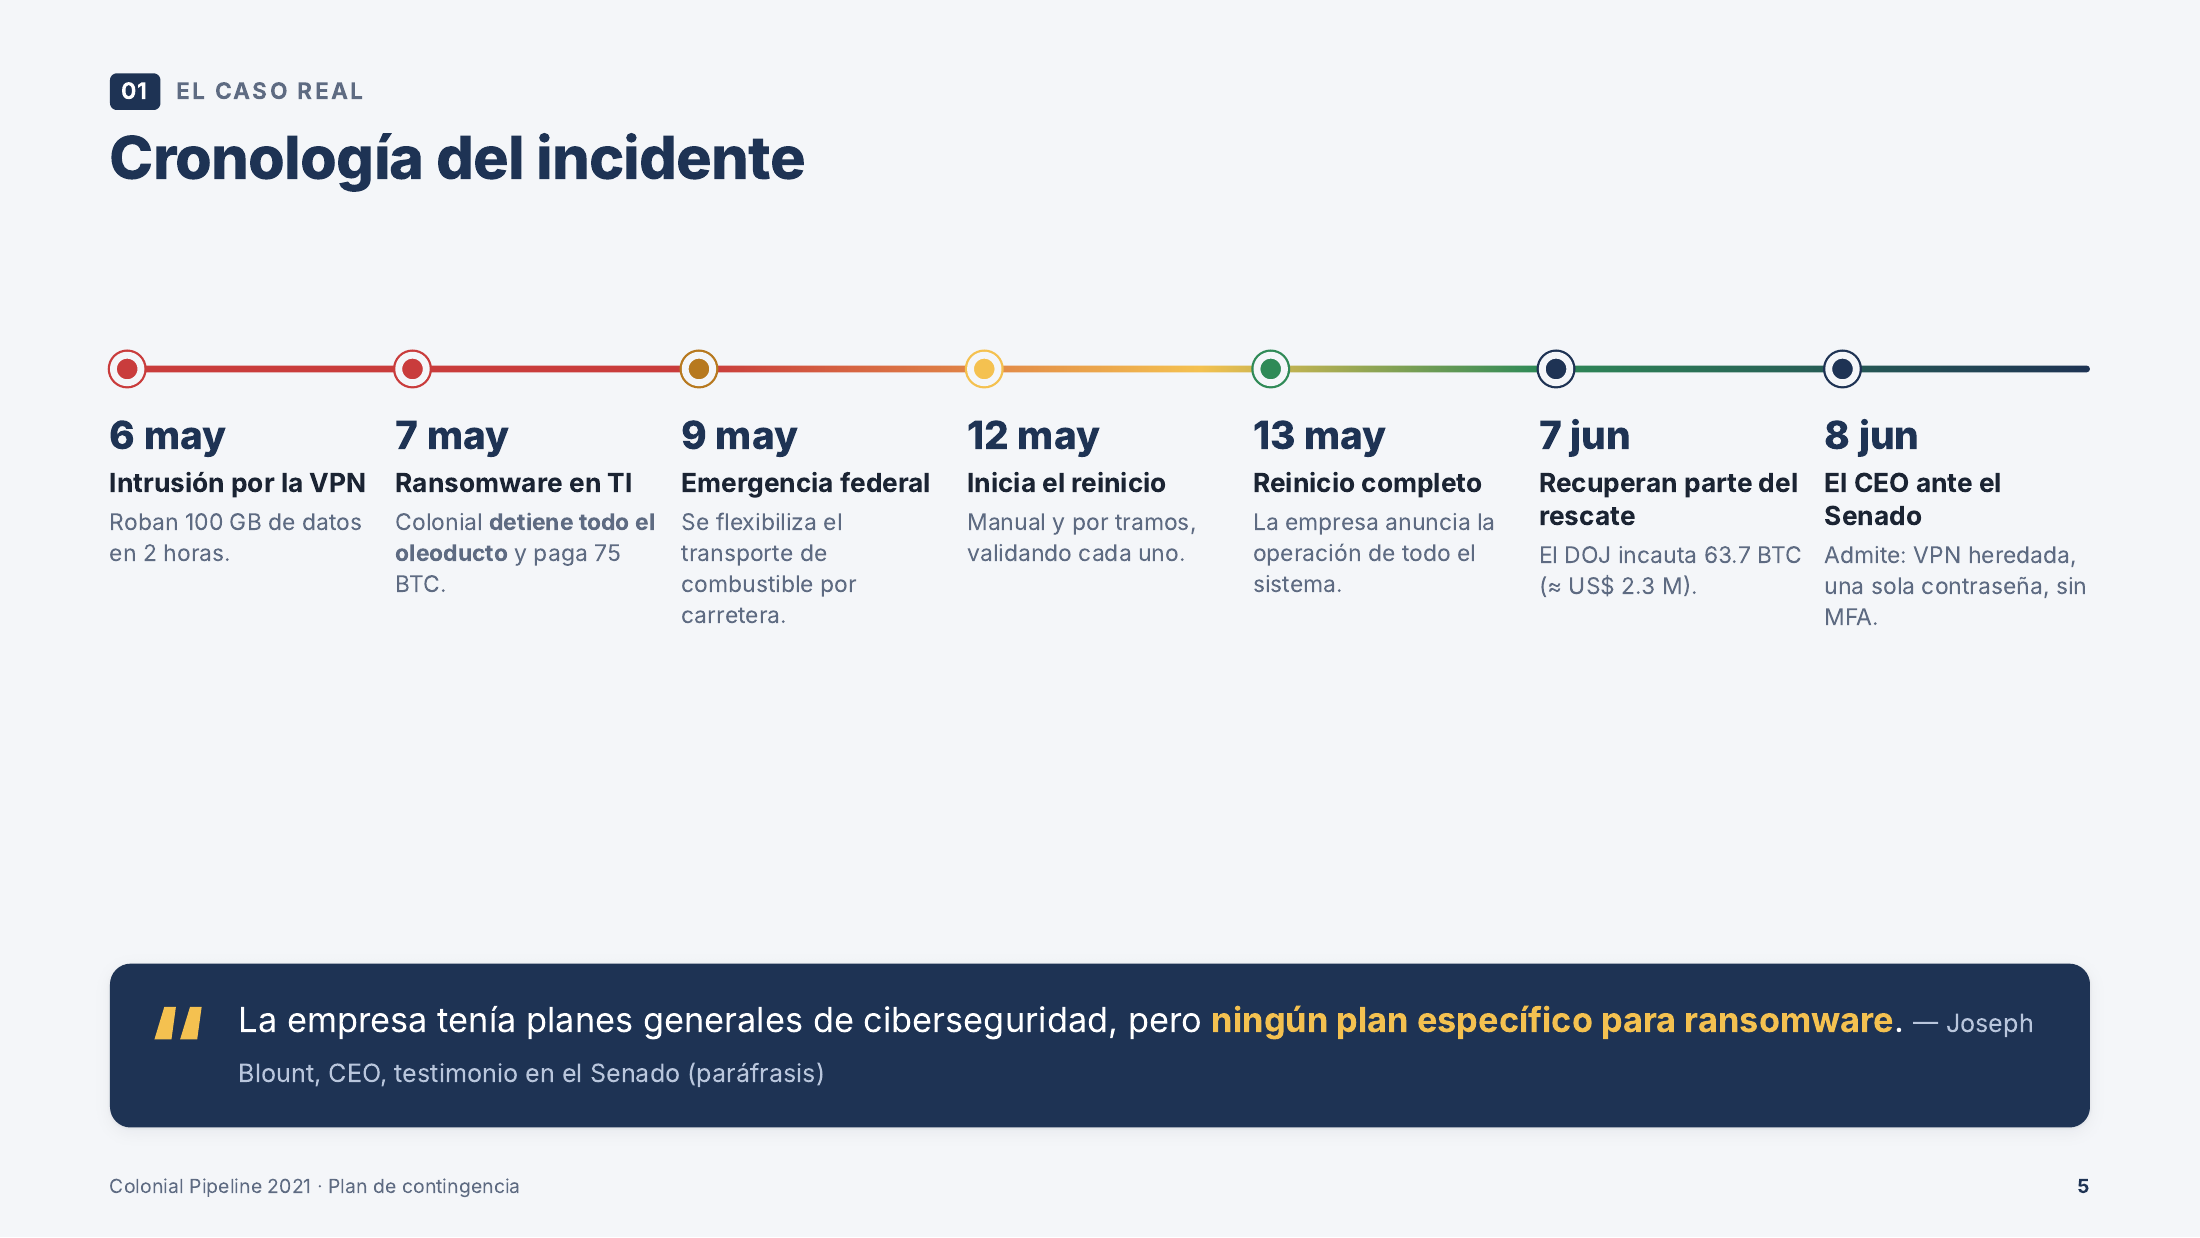 01 EL CASO REAL
Cronología del incidente
6 may
Intrusión por la VPN
Roban 100 GB de datos
en 2 horas.
7 may
Ransomware en TI
Colonial detiene todo el
oleoducto y paga 75
BTC.
9 may
Emergencia federal
Se flexibiliza el
transporte de
combustible por
carretera.
12 may
Inicia el reinicio
Manual y por tramos,
validando cada uno.
13 may
Reinicio completo
La empresa anuncia la
operación de todo el
sistema.
7 jun
Recuperan parte del
rescate
El DOJ incauta 63.7 BTC
(≈ US$ 2.3 M).
8 jun
El CEO ante el
Senado
Admite: VPN heredada,
una sola contraseña, sin
MFA.
" La empresa tenía planes generales de ciberseguridad, pero ningún plan específico para ransomware. — Joseph
Blount, CEO, testimonio en el Senado (paráfrasis)
Colonial Pipeline 2021 · Plan de contingencia
5